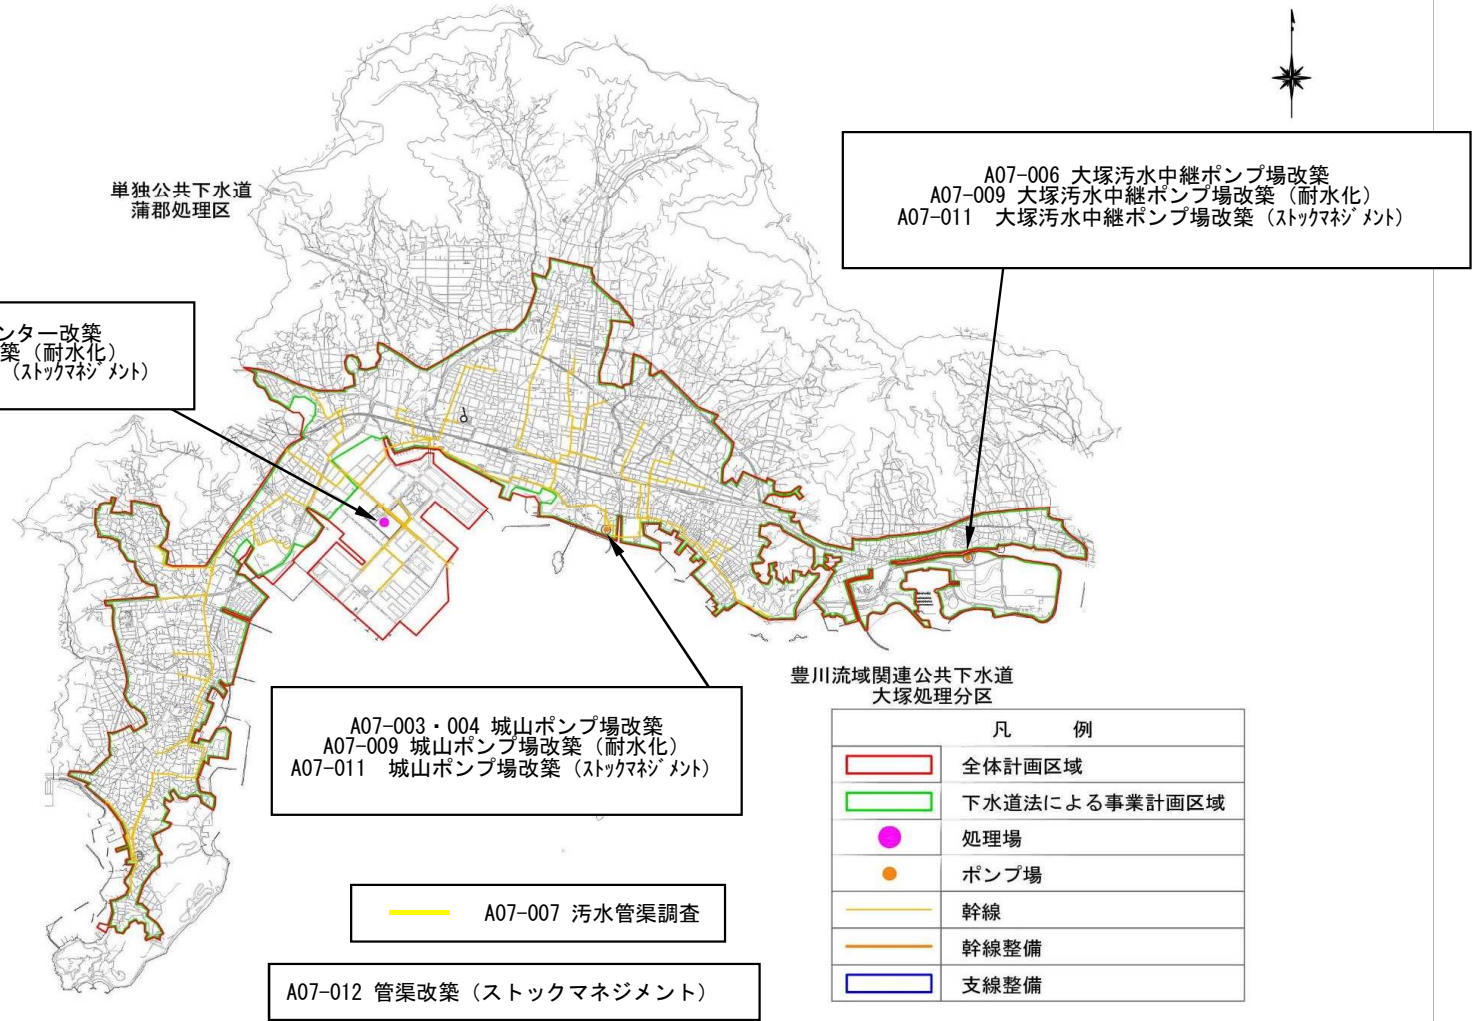 単独公共下水道
蒲郡処理区
A07-006 大塚汚水中継ポンプ場改築
A07-009 大塚汚水中継ポンプ場改築（耐水化）
A07-011 大塚汚水中継ポンプ場改築（ｽﾄｯｸﾏﾈｼﾞﾒﾝﾄ）
ンター改築
築（耐水化）
（ｽﾄｯｸﾏﾈｼﾞﾒﾝﾄ）
A07-003・004 城山ポンプ場改築
A07-009 城山ポンプ場改築（耐水化）
A07-011 城山ポンプ場改築（ｽﾄｯｸﾏﾈｼﾞﾒﾝﾄ）
豊川流域関連公共下水道
大塚処理分区
凡 例
全体計画区域
下水道法による事業計画区域
処理場
ポンプ場
幹線
幹線整備
支線整備
A07-007 汚水管渠調査
A07-012 管渠改築（ストックマネジメント）